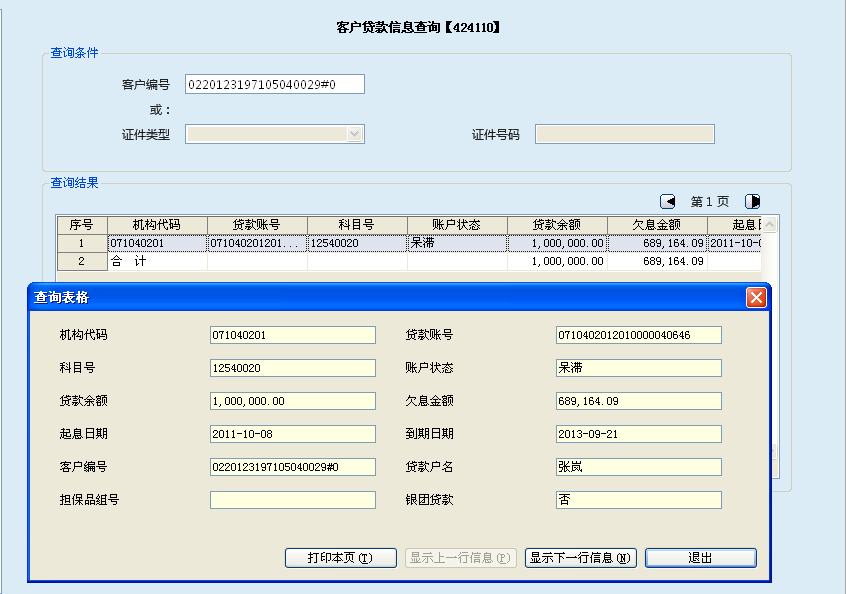 客户贷款信息查询【424110】
查询条件
客户编号 0220123197105040029#0
或：
证件类型 证件号码
查询结果
第 1 页
序号 机构代码 贷款账号 科目号 账户状态 贷款余额 欠息金额 起息
1 071040201 071040201201... 12540020 呆滞 1,000,000.00 689,164.09 2011-10-0
2 合 计 1,000,000.00 689,164.09
查询表格
机构代码 071040201 贷款账号 0710402012010000040646
科目号 12540020 账户状态 呆滞
贷款余额 1,000,000.00 欠息金额 689,164.09
起息日期 2011-10-08 到期日期 2013-09-21
客户编号 0220123197105040029#0 贷款户名 张岚
担保品组号 银团贷款 否
打印本页(T) 显示上一行信息(P) 显示下一行信息(N) 退出